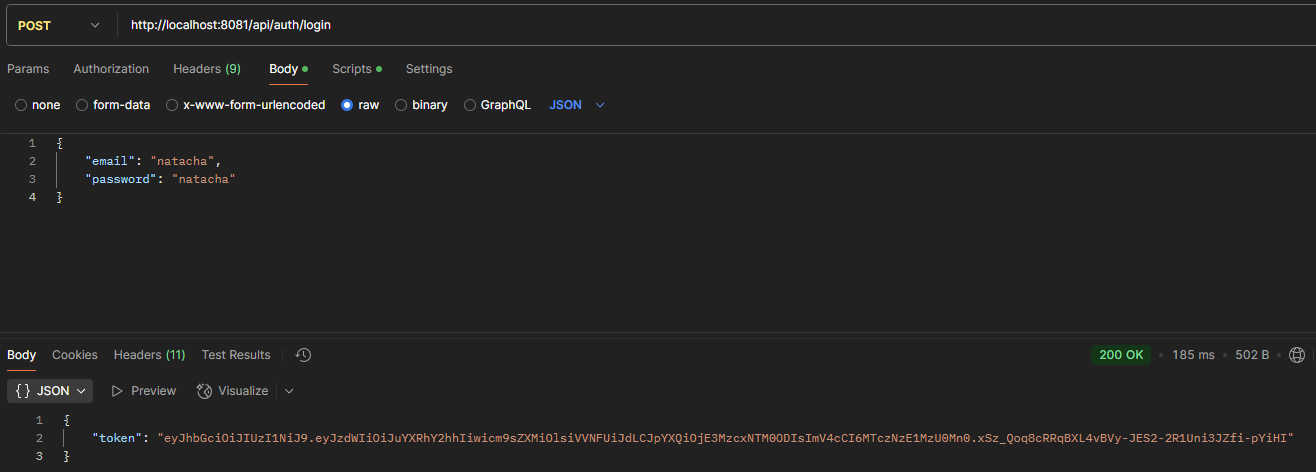 POST http://localhost:8081/api/auth/login
Params Authorization Headers (9) Body Scripts Settings
none form-data x-www-form-urlencoded raw binary GraphQL JSON
1 {
2 "email": "natacha",
3 "password": "natacha"
4 }
Body Cookies Headers (11) Test Results 200 OK • 185 ms • 502 B •
{} JSON Preview Visualize
1 {
2 "token": "eyJhbGciOiJIUzI1NiJ9.eyJzdWIiOiJuYXRhY2hhIiwicm9sZXMiOlsiVVNFUiJdLCJpYXQiOjE3MzcxNTM0ODIsImV4cCI6MTczNzE1MzU0Mn0.xSz_Qoq8cRRqBXL4vBVy-JES2-2R1Uni3JZfi-pYiHI"
3 }